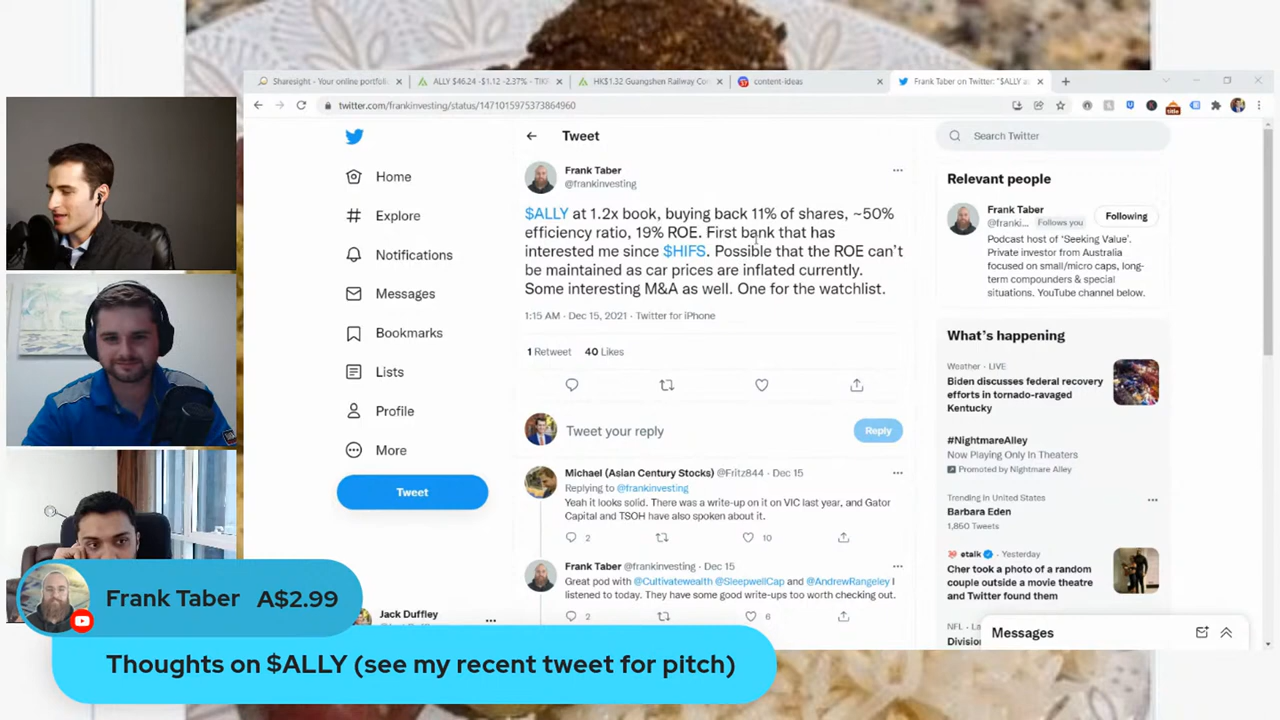 Sharesight - Your online portfoli
ALLY $46.24 -$1.12 -2.37% - TIK
HK$1.32 Guangshen Railway Co
content-ideas
Frank Taber on Twitter: "$ALLY a
twitter.com/frankinvesting/status/1471015975373864960
Home
Explore
Notifications
Messages
Bookmarks
Lists
Profile
More
Tweet
Jack Duffley
Tweet
Frank Taber
@frankinvesting
$ALLY at 1.2x book, buying back 11% of shares, ~50%
efficiency ratio, 19% ROE. First bank that has
interested me since $HIFS. Possible that the ROE can't
be maintained as car prices are inflated currently.
Some interesting M&A as well. One for the watchlist.
1:15 AM · Dec 15, 2021 · Twitter for iPhone
1 Retweet 40 Likes
Tweet your reply
Reply
Michael (Asian Century Stocks) @Fritz844 · Dec 15
Replying to @frankinvesting
Yeah it looks solid. There was a write-up on it on VIC last year, and Gator
Capital and TSOH have also spoken about it.
2 10
Frank Taber @frankinvesting · Dec 15
Great pod with @Cultivatewealth @SleepwellCap and @AndrewRangeley I
listened to today. They have some good write-ups too worth checking out.
2 6
Search Twitter
Relevant people
Frank Taber
@franki... Follows you
Following
Podcast host of 'Seeking Value'.
Private investor from Australia
focused on small/micro caps, long-
term compounders & special
situations. YouTube channel below.
What's happening
Weather · LIVE
Biden discusses federal recovery
efforts in tornado-ravaged
Kentucky
#NightmareAlley
Now Playing Only In Theaters
Promoted by Nightmare Alley
Trending in United States
Barbara Eden
1,850 Tweets
etalk · Yesterday
Cher took a photo of a random
couple outside a movie theatre
and Twitter found them
NFL · La
Division
Messages
Frank Taber A$2.99
Thoughts on $ALLY (see my recent tweet for pitch)